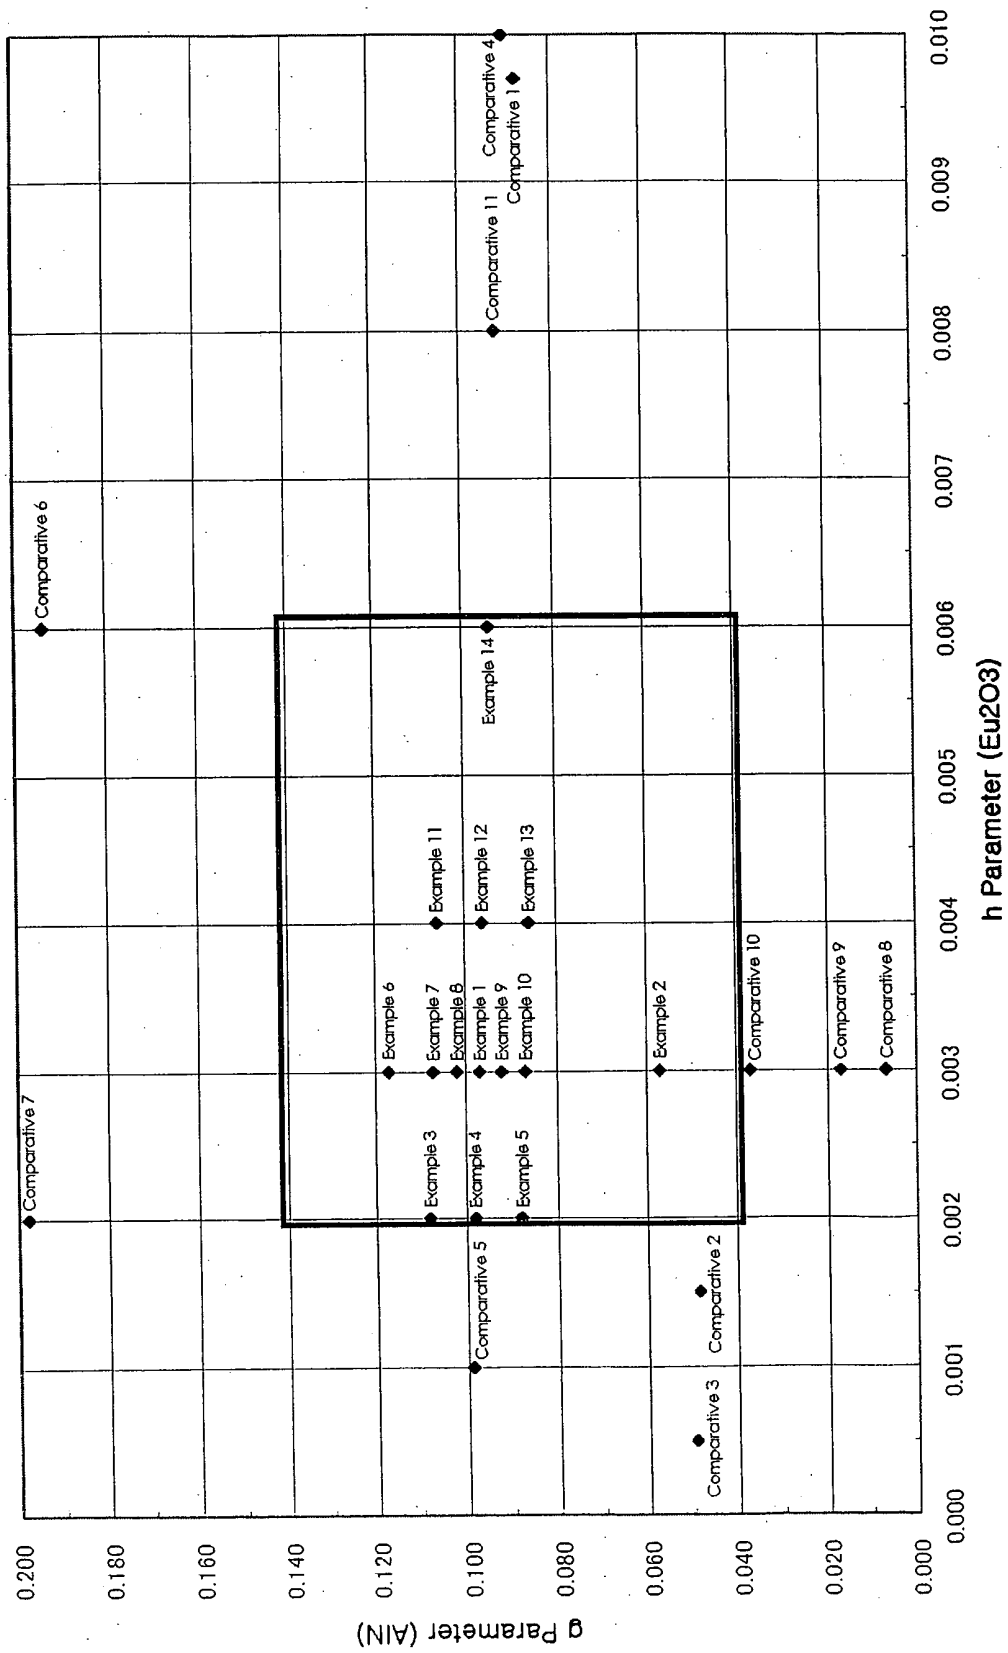 0.200
0.180
0.160
0.140
0.120
0.100
0.080
0.060
0.040
0.020
0.000
g Parameter (AlN)
Comparative 7
Comparative 6
Example 6
Example 3
Example 7
Example 11
Example 8
Comparative 5
Example 4
Example 1
Example 12
Example 14
Comparative 11
Comparative 4
Example 9
Comparative 1
Example 5
Example 10
Example 13
Example 2
Comparative 3
Comparative 2
Comparative 10
Comparative 9
Comparative 8
0.000
0.001
0.002
0.003
0.004
0.005
0.006
0.007
0.008
0.009
0.010
h Parameter (Eu2O3)